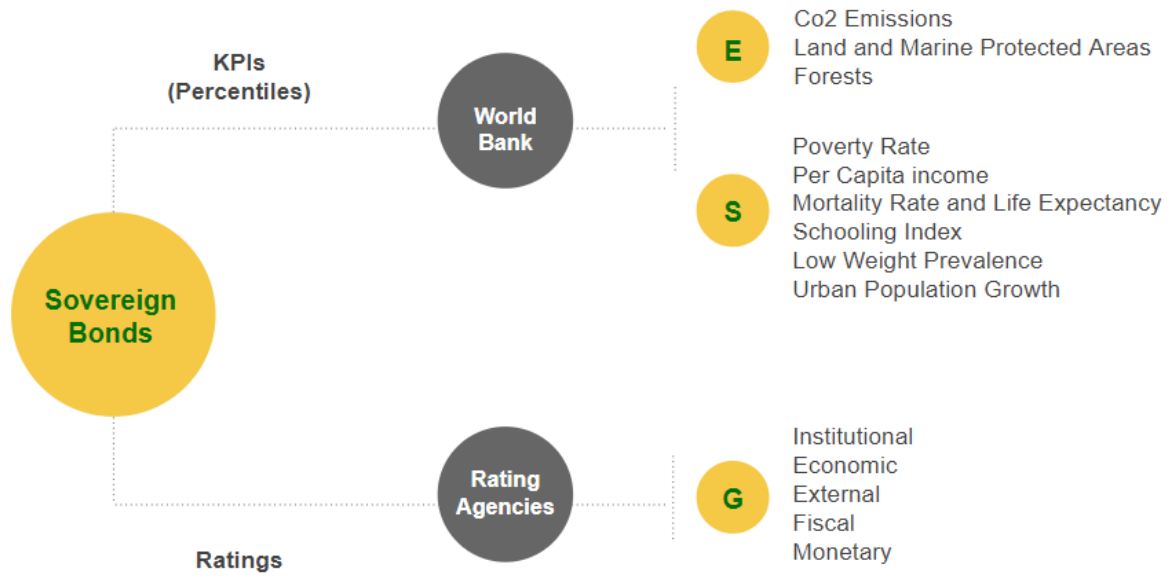 KPIs
(Percentiles)
World
Bank
E
Co2 Emissions
Land and Marine Protected Areas
Forests
S
Poverty Rate
Per Capita income
Mortality Rate and Life Expectancy
Schooling Index
Low Weight Prevalence
Urban Population Growth
Sovereign
Bonds
Rating
Agencies
G
Institutional
Economic
External
Fiscal
Monetary
Ratings